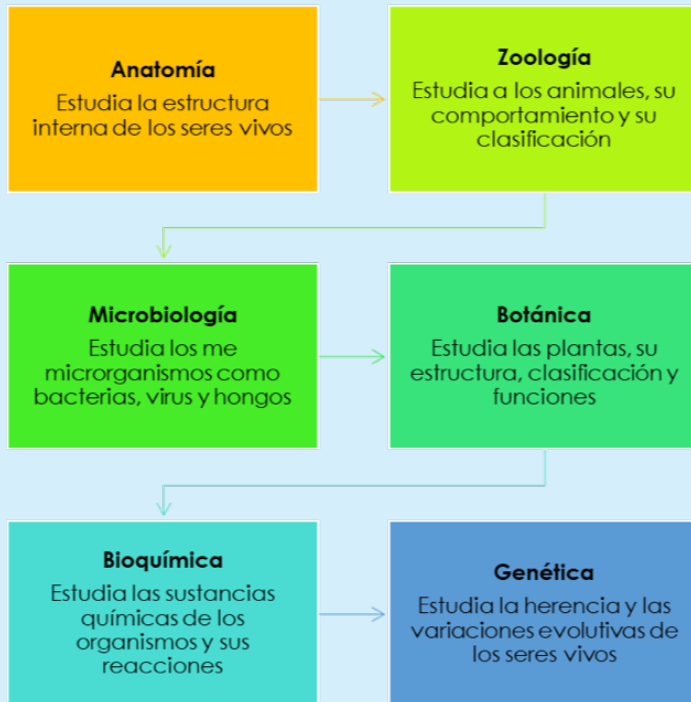 Anatomía
Estudia la estructura
interna de los seres vivos
Zoología
Estudia a los animales, su
comportamiento y su
clasificación
Microbiología
Estudia los me
microrganismos como
bacterias, virus y hongos
Botánica
Estudia las plantas, su
estructura, clasificación y
funciones
Bioquímica
Estudia las sustancias
químicas de los
organismos y sus
reacciones
Genética
Estudia la herencia y las
variaciones evolutivas de
los seres vivos